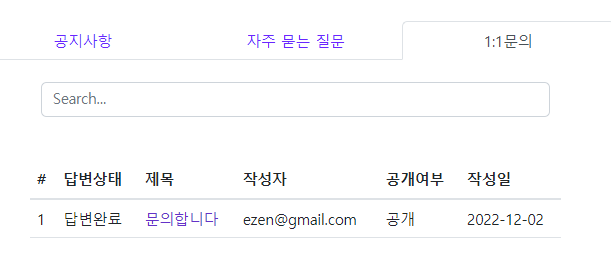 공지사항 자주 묻는 질문 1:1문의
Search...
# 답변상태 제목 작성자 공개여부 작성일
1 답변완료 문의합니다 ezen@gmail.com 공개 2022-12-02